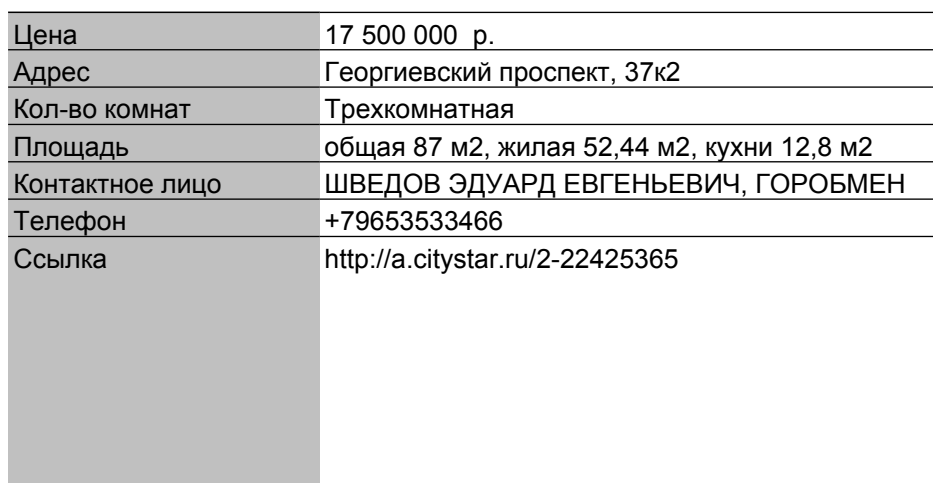 Цена 17 500 000 р.
Адрес Георгиевский проспект, 37к2
Кол-во комнат Трехкомнатная
Площадь общая 87 м2, жилая 52,44 м2, кухни 12,8 м2
Контактное лицо ШВЕДОВ ЭДУАРД ЕВГЕНЬЕВИЧ, ГОРОБМЕН
Телефон +79653533466
Ссылка http://a.citystar.ru/2-22425365